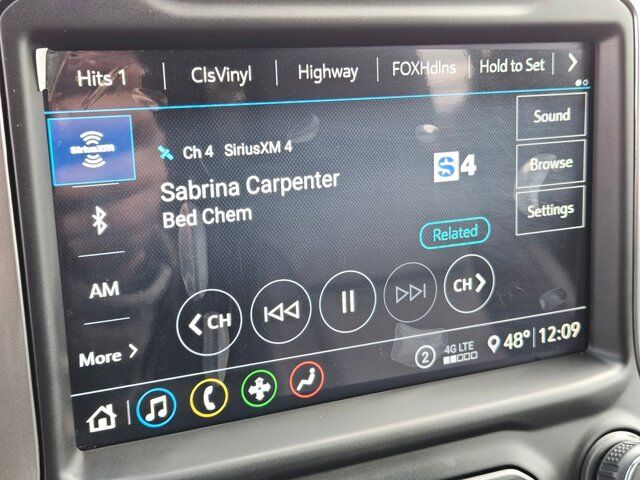 Hits 1 ClsVinyl Highway FOXHdlns Hold to Set
SiriusXM
Ch 4 SiriusXM 4
Sabrina Carpenter
Bed Chem
S 4
Sound
Browse
Settings
Related
AM
More
CH
CH
2 4G LTE 48° 12:09